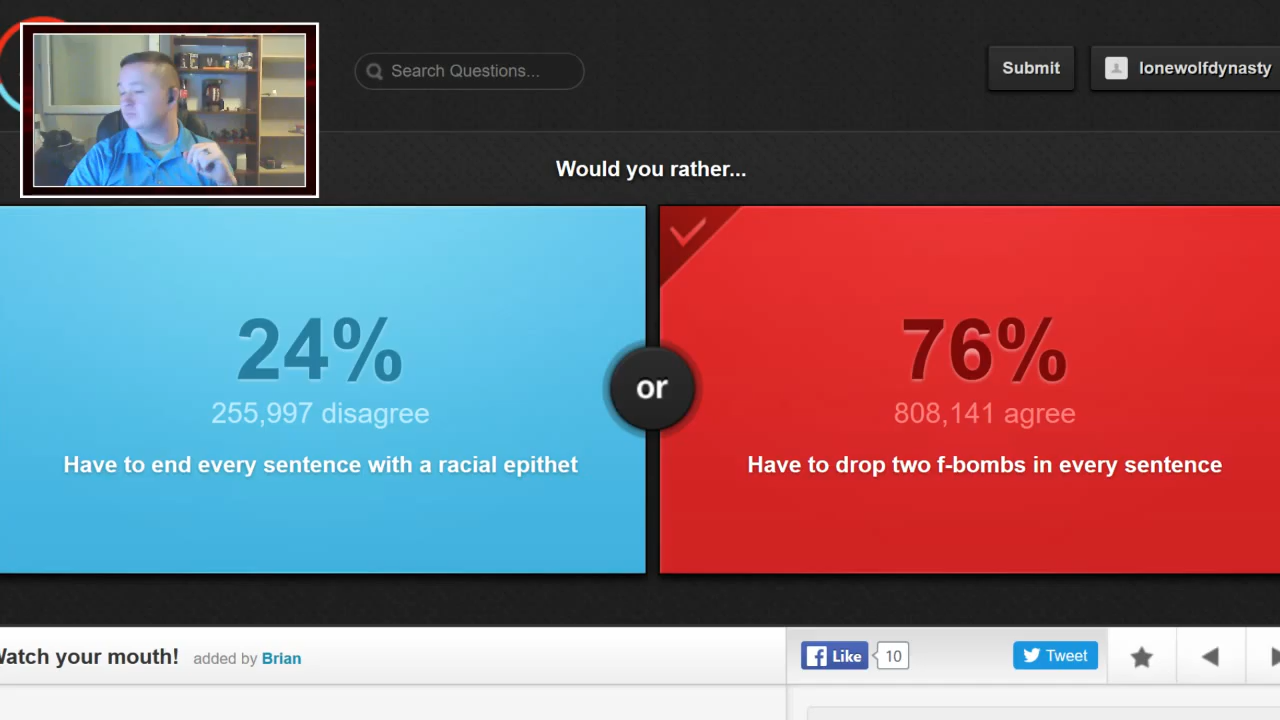 Search Questions...
Submit
lonewolfdynasty
Would you rather...
24%
255,997 disagree
Have to end every sentence with a racial epithet
or
76%
808,141 agree
Have to drop two f-bombs in every sentence
Watch your mouth! added by Brian
Like
10
Tweet